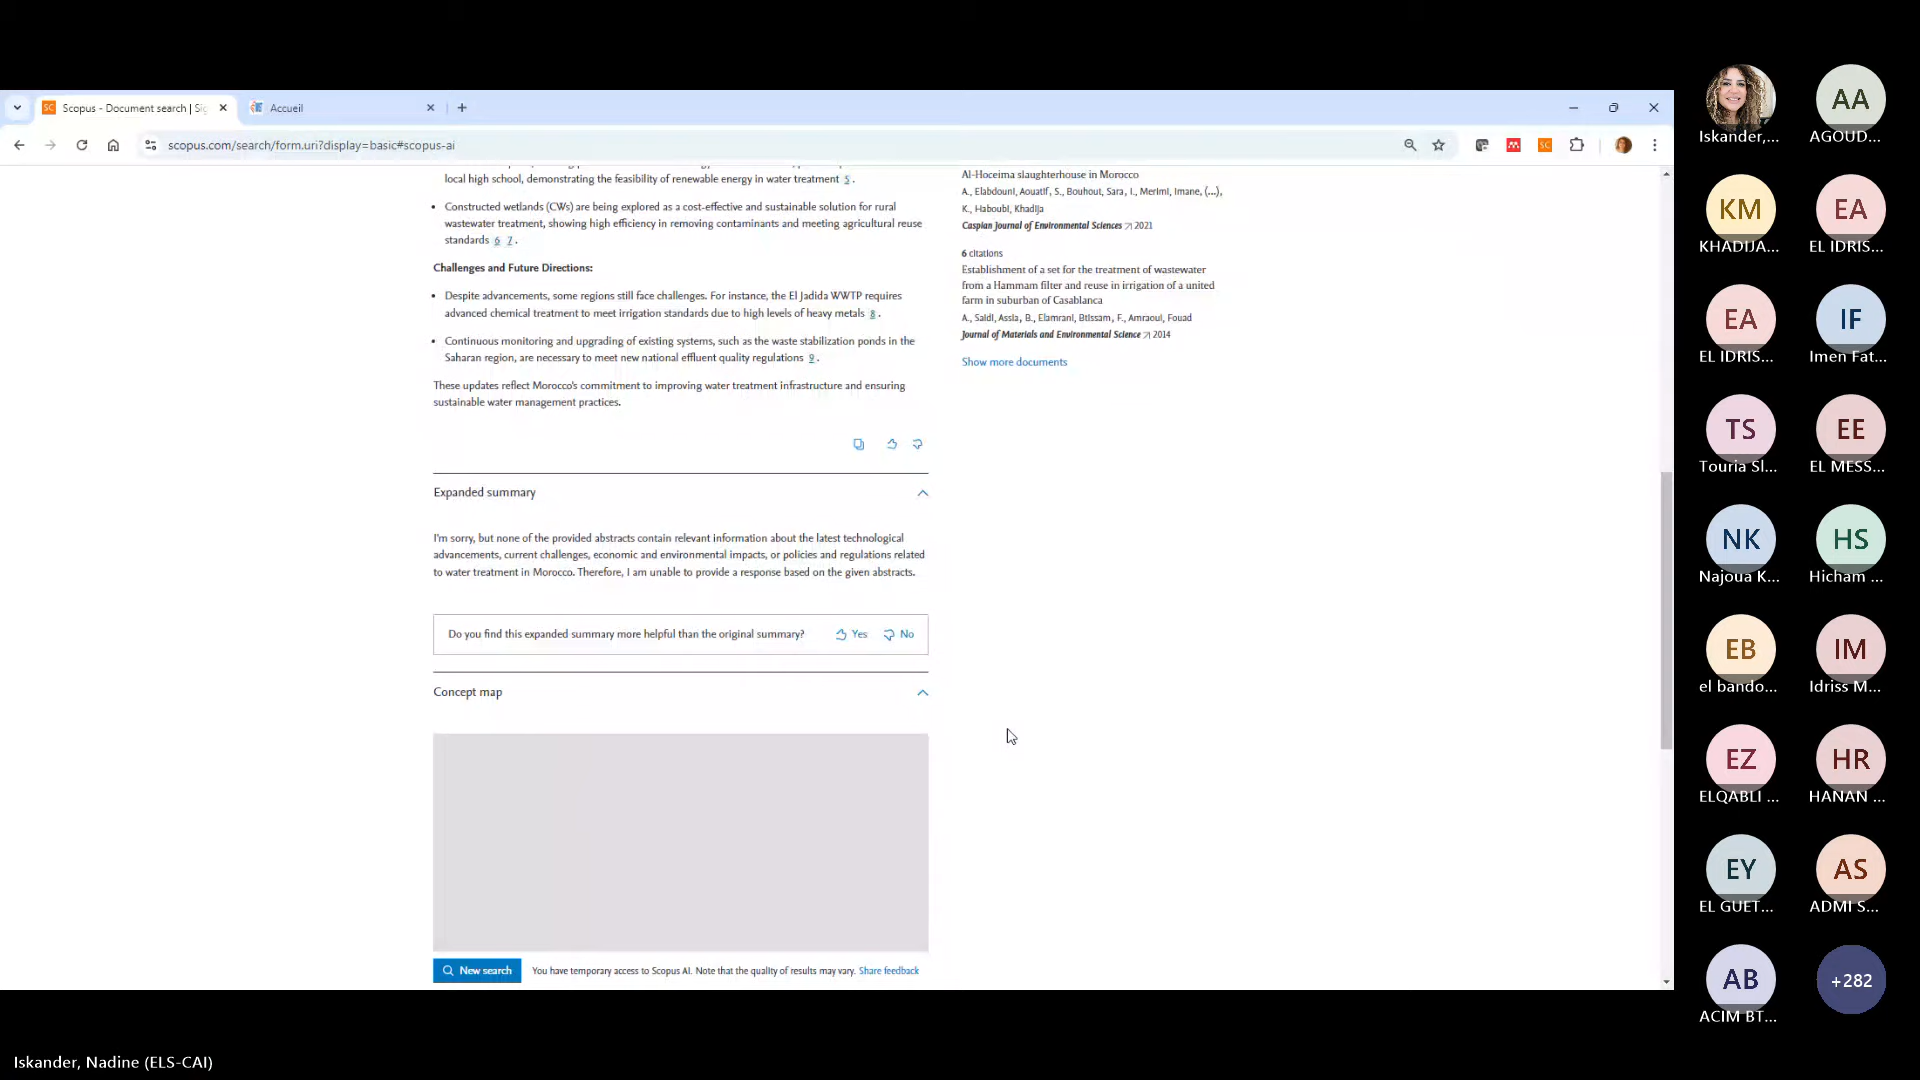 Scopus - Document search | Sig
Accueil
scopus.com/search/form.uri?display=basic#scopus-ai
local high school, demonstrating the feasibility of renewable energy in water treatment 5 .
Constructed wetlands (CWs) are being explored as a cost-effective and sustainable solution for rural
wastewater treatment, showing high efficiency in removing contaminants and meeting agricultural reuse
standards 6 7 .
Challenges and Future Directions:
Despite advancements, some regions still face challenges. For instance, the El Jadida WWTP requires
advanced chemical treatment to meet irrigation standards due to high levels of heavy metals 8 .
Continuous monitoring and upgrading of existing systems, such as the waste stabilization ponds in the
Saharan region, are necessary to meet new national effluent quality regulations 9 .
These updates reflect Morocco's commitment to improving water treatment infrastructure and ensuring
sustainable water management practices.
Expanded summary
I'm sorry, but none of the provided abstracts contain relevant information about the latest technological
advancements, current challenges, economic and environmental impacts, or policies and regulations related
to water treatment in Morocco. Therefore, I am unable to provide a response based on the given abstracts.
Do you find this expanded summary more helpful than the original summary? Yes No
Concept map
New search You have temporary access to Scopus AI. Note that the quality of results may vary. Share feedback
Al-Hoceima slaughterhouse in Morocco
A., Elabdouni, Aouatif, S., Bouhout, Sara, I., Merimi, Imane, (...),
K., Haboubi, Khadija
Caspian Journal of Environmental Sciences 2021
6 citations
Establishment of a set for the treatment of wastewater
from a Hammam filter and reuse in irrigation of a united
farm in suburban of Casablanca
A., Saidi, Assia, B., Elamrani, Btissam, F., Amraoui, Fouad
Journal of Materials and Environmental Science 2014
Show more documents
AA
Iskander,... AGOUD...
KM EA
KHADIJA... EL IDRIS...
EA IF
EL IDRIS... Imen Fat...
TS EE
Touria Sl... EL MESS...
NK HS
Najoua K... Hicham ...
EB IM
el bando... Idriss M...
EZ HR
ELQABLI ... HANAN ...
EY AS
EL GUET... ADMI S...
AB +282
ACIM BT...
Iskander, Nadine (ELS-CAI)